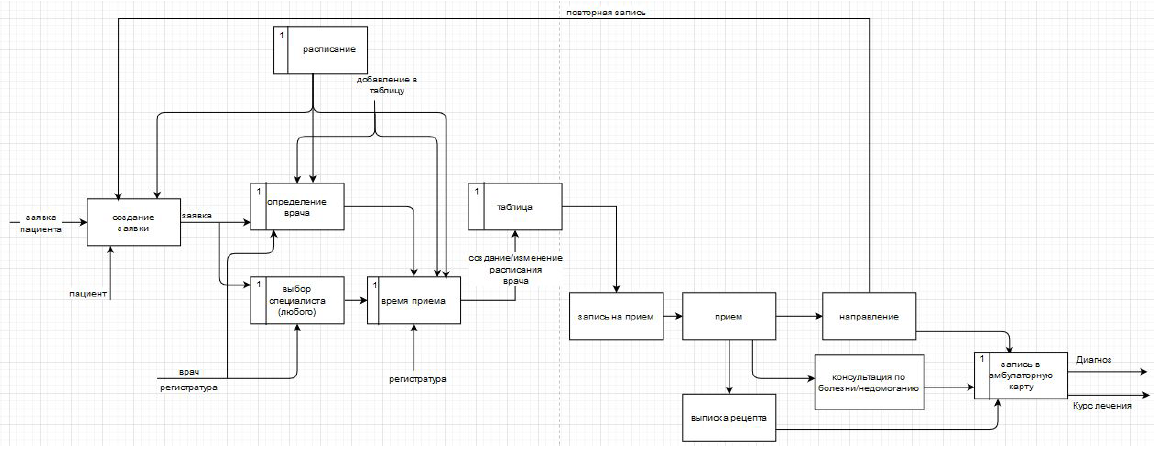 повторная запись
1
расписание
добавление в
таблицу
1
определение
врача
1
таблица
заявка
пациента
создание
заявки
заявка
создание/изменение
расписания
врача
пациент
1
выбор
специалиста
(любого)
1
время приема
запись на прием
прием
направление
врач
регистратура
регистратура
консультация по
болезни/недомоганию
1
запись в
амбулаторную
карту
Диагноз
Курс лечения
выписка рецепта